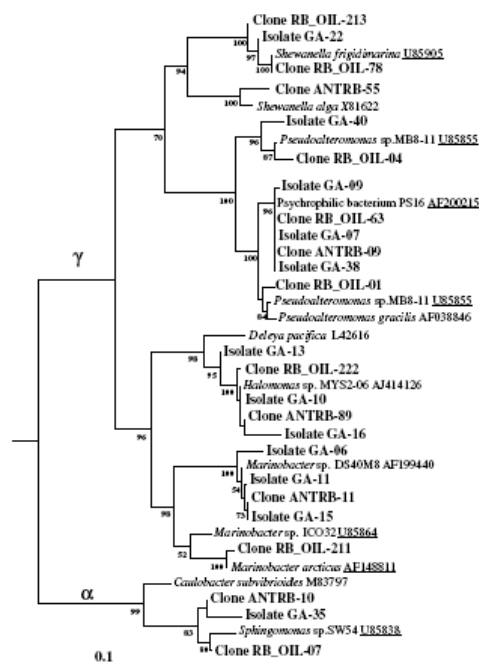 Clone RB_OIL-213
Isolate GA-22
Shewanella frigidimarina U85905
Clone RB_OIL-78
100
97
100
94
Clone ANTRB-55
Shewanella alga X81622
100
70
Isolate GA-40
Pseudoalteromonas sp.MB8-11 U85855
Clone RB_OIL-04
96
87
Isolate GA-09
Psychrophilic bacterium PS16 AF200215
Clone RB_OIL-63
Isolate GA-07
Clone ANTRB-09
Isolate GA-38
96
100
100
Clone RB_OIL-01
Pseudoalteromonas sp.MB8-11 U85855
Pseudoalteromonas gracilis AF038846
84
γ
Deleya pacifica L42616
Isolate GA-13
Clone RB_OIL-222
Halomonas sp. MYS2-06 AJ414126
Isolate GA-10
Clone ANTRB-89
Isolate GA-16
98
95
100
96
Isolate GA-06
Marinobacter sp. DS40M8 AF199440
Isolate GA-11
Clone ANTRB-11
Isolate GA-15
100
54
73
98
Marinobacter sp. ICO32 U85864
Clone RB_OIL-211
Marinobacter arcticus AF148811
52
100
Caulobacter subvibrioides M83797
α
Clone ANTRB-10
Isolate GA-35
Sphingomonas sp.SW54 U85838
Clone RB_OIL-07
99
83
0.1